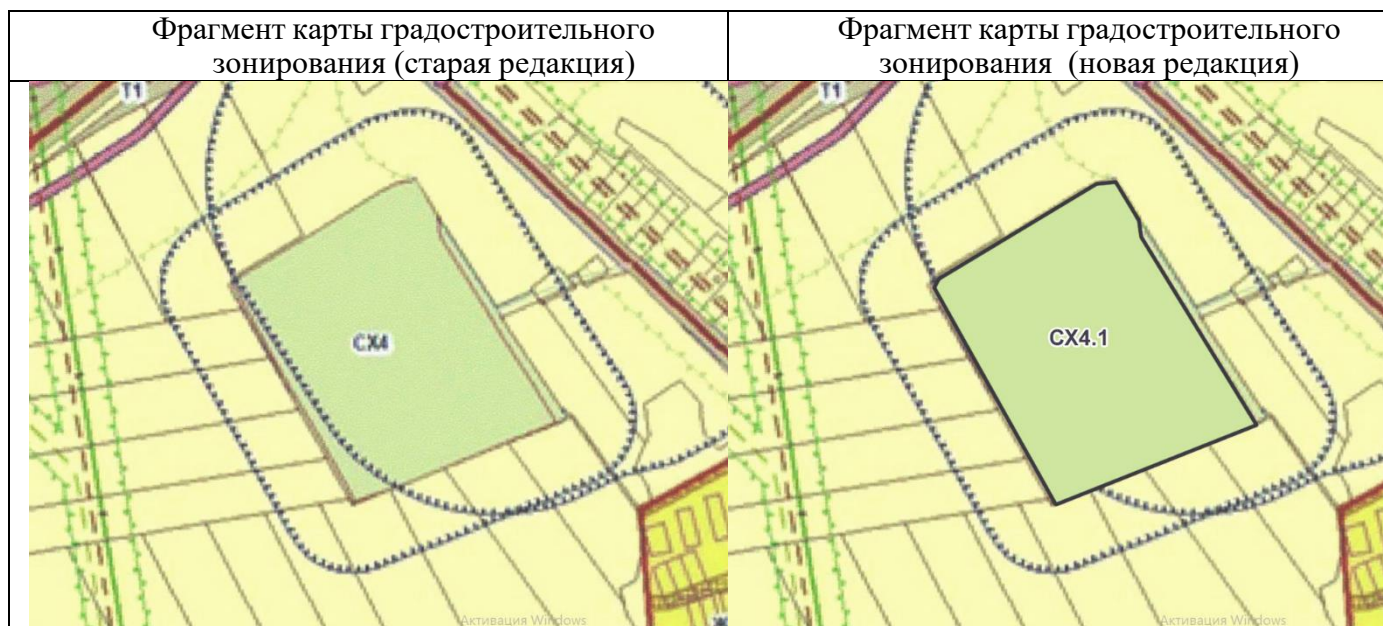 Фрагмент карты градостроительного
зонирования (старая редакция)
Фрагмент карты градостроительного
зонирования (новая редакция)
Т1
СХ4
Активация Windows
Т1
СХ4.1
Активация Windows
Ж